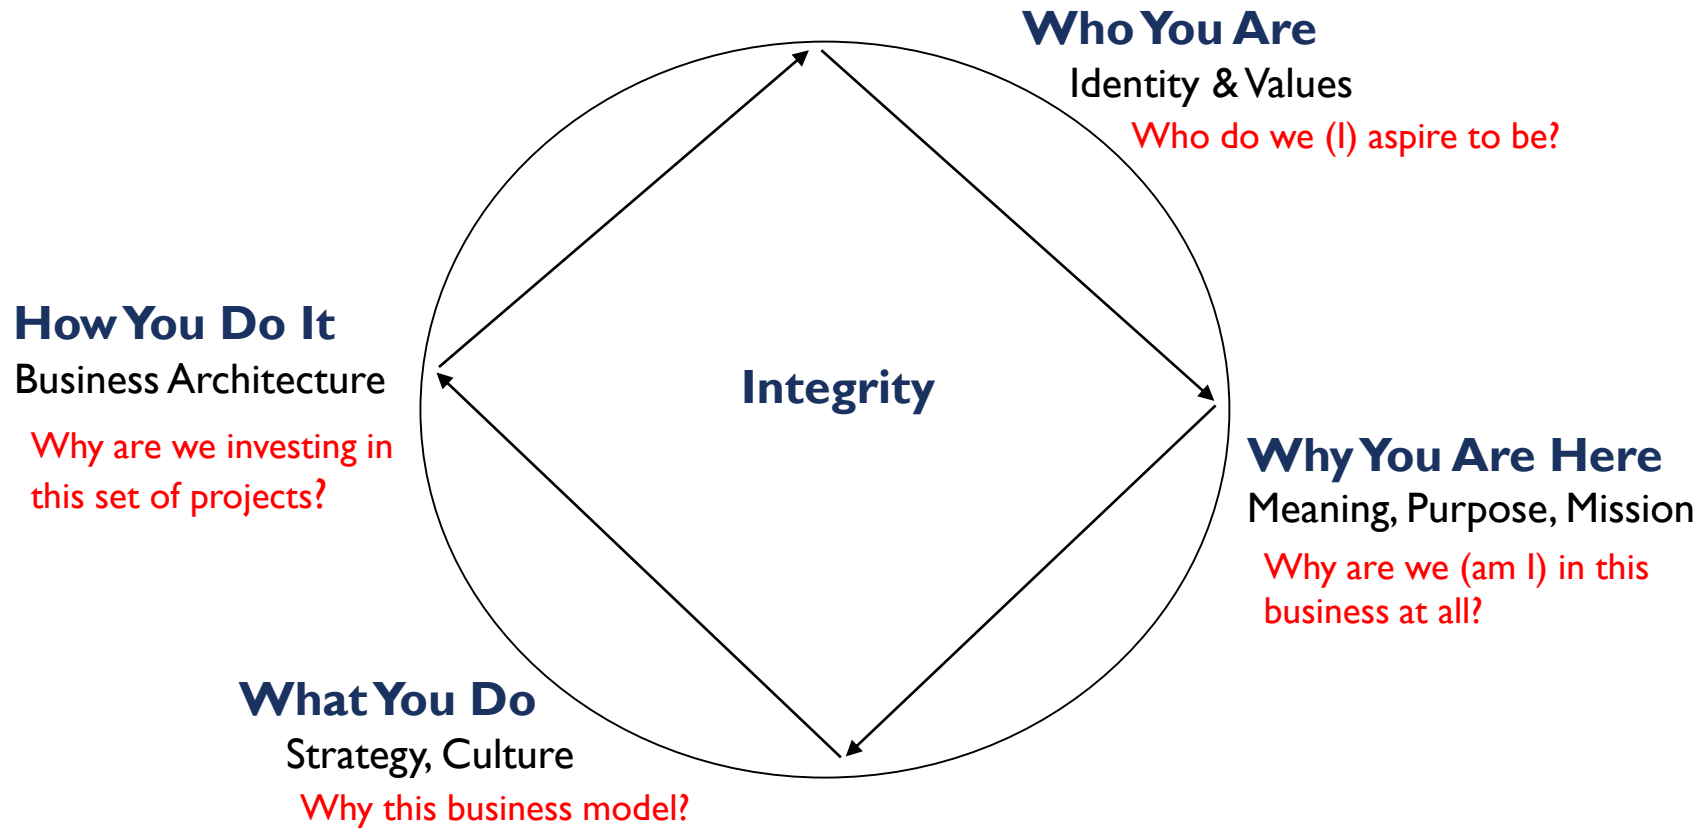 Who You Are
Identity & Values
Who do we (I) aspire to be?
How You Do It
Business Architecture
Why are we investing in
this set of projects?
Integrity
Why You Are Here
Meaning, Purpose, Mission
Why are we (am I) in this
business at all?
What You Do
Strategy, Culture
Why this business model?